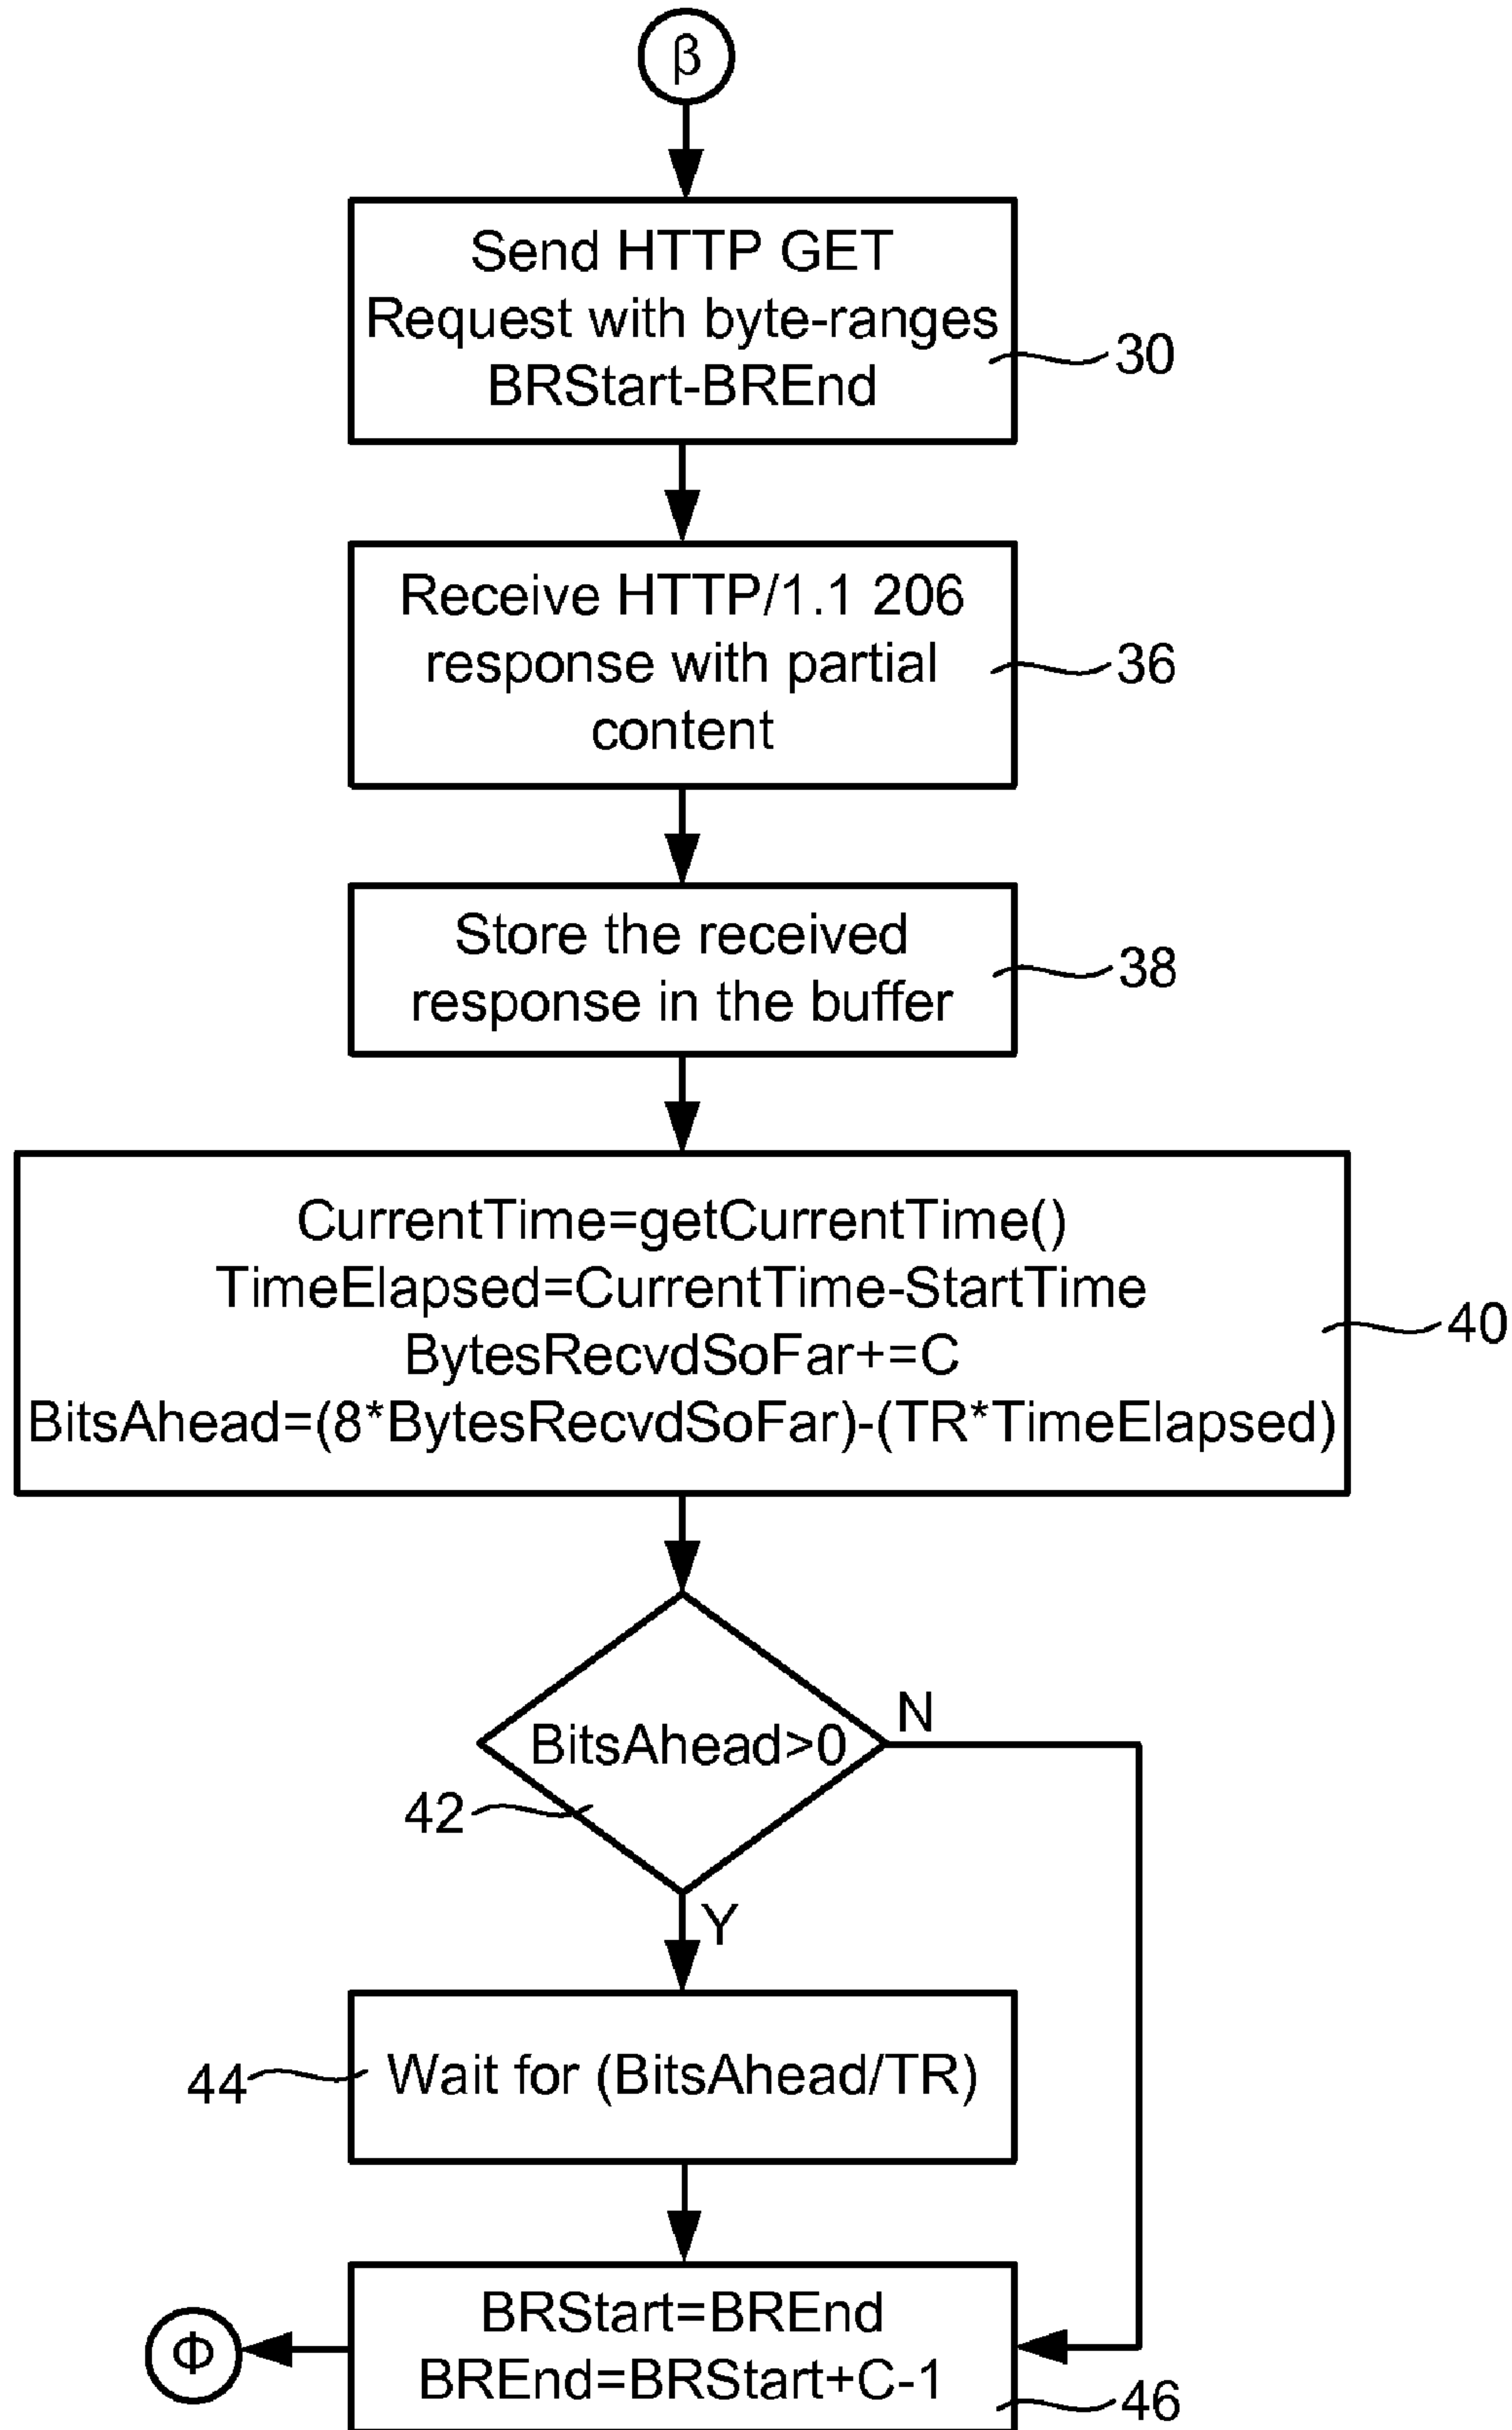 β
Send HTTP GET
Request with byte-ranges
BRStart-BREnd
30
Receive HTTP/1.1 206
response with partial
content
36
Store the received
response in the buffer
38
CurrentTime=getCurrentTime()
TimeElapsed=CurrentTime-StartTime
BytesRecvdSoFar+=C
BitsAhead=(8*BytesRecvdSoFar)-(TR*TimeElapsed)
40
BitsAhead>0
N
42
Y
Wait for (BitsAhead/TR)
44
BRStart=BREnd
BREnd=BRStart+C-1
46
Φ